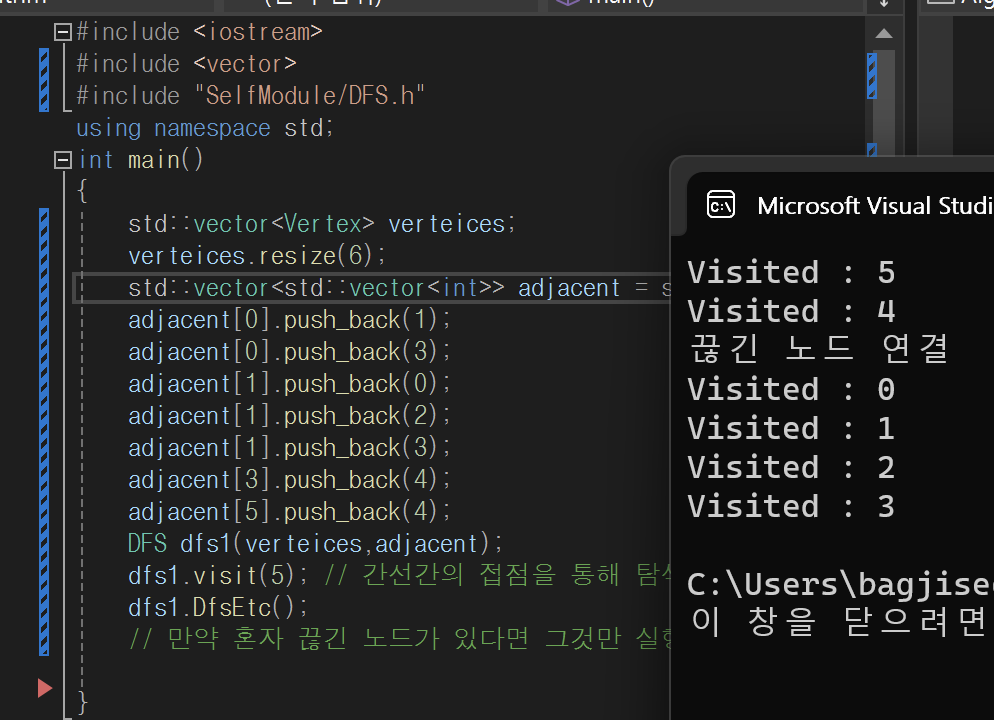 main()
#include <iostream>
#include <vector>
#include "SelfModule/DFS.h"
using namespace std;
int main()
{
std::vector<Vertex> verteices;
verteices.resize(6);
std::vector<std::vector<int>> adjacent = s
adjacent[0].push_back(1);
adjacent[0].push_back(3);
adjacent[1].push_back(0);
adjacent[1].push_back(2);
adjacent[1].push_back(3);
adjacent[3].push_back(4);
adjacent[5].push_back(4);
DFS dfs1(verteices,adjacent);
dfs1.visit(5); // 간선간의 접점을 통해
dfs1.DfsEtc();
// 만약 혼자 끊긴 노드가 있다면 그것만
}
Microsoft Visual Studi
Visited : 5
Visited : 4
끊긴 노드 연결
Visited : 0
Visited : 1
Visited : 2
Visited : 3
C:\Users\bagjise
이 창을 닫으려면